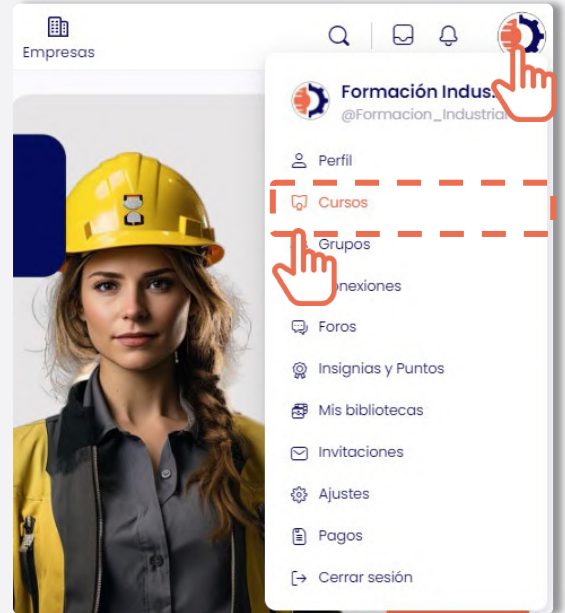 Empresas
Formación Indus...
@Formacion_Industrial
Perfil
Cursos
Grupos
onexiones
Foros
Insignias y Puntos
Mis bibliotecas
Invitaciones
Ajustes
Pagos
Cerrar sesión